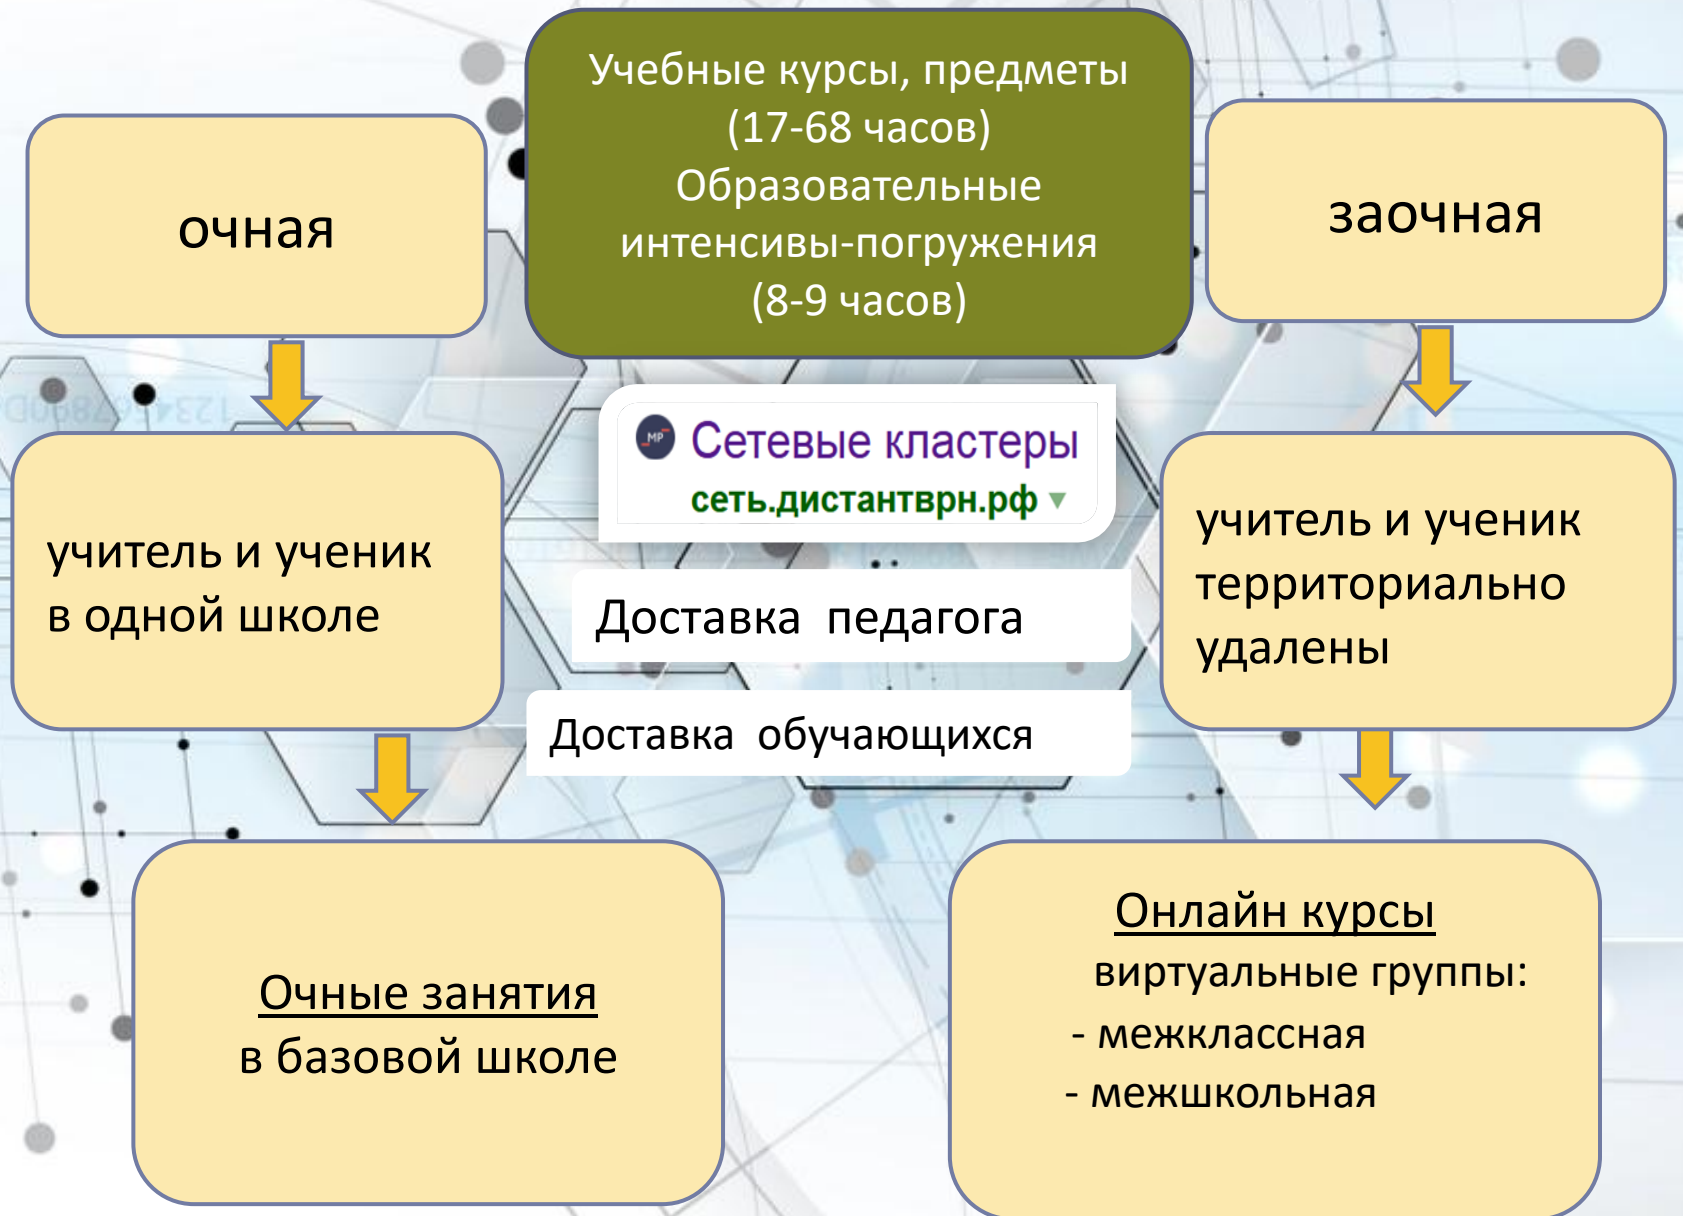 Учебные курсы, предметы
(17-68 часов)
Образовательные
интенсивы-погружения
(8-9 часов)
очная
заочная
MP
Сетевые кластеры
сеть.дистантврн.рф
учитель и ученик
в одной школе
Доставка педагога
Доставка обучающихся
учитель и ученик
территориально
удалены
Очные занятия
в базовой школе
Онлайн курсы
виртуальные группы:
- межклассная
- межшкольная